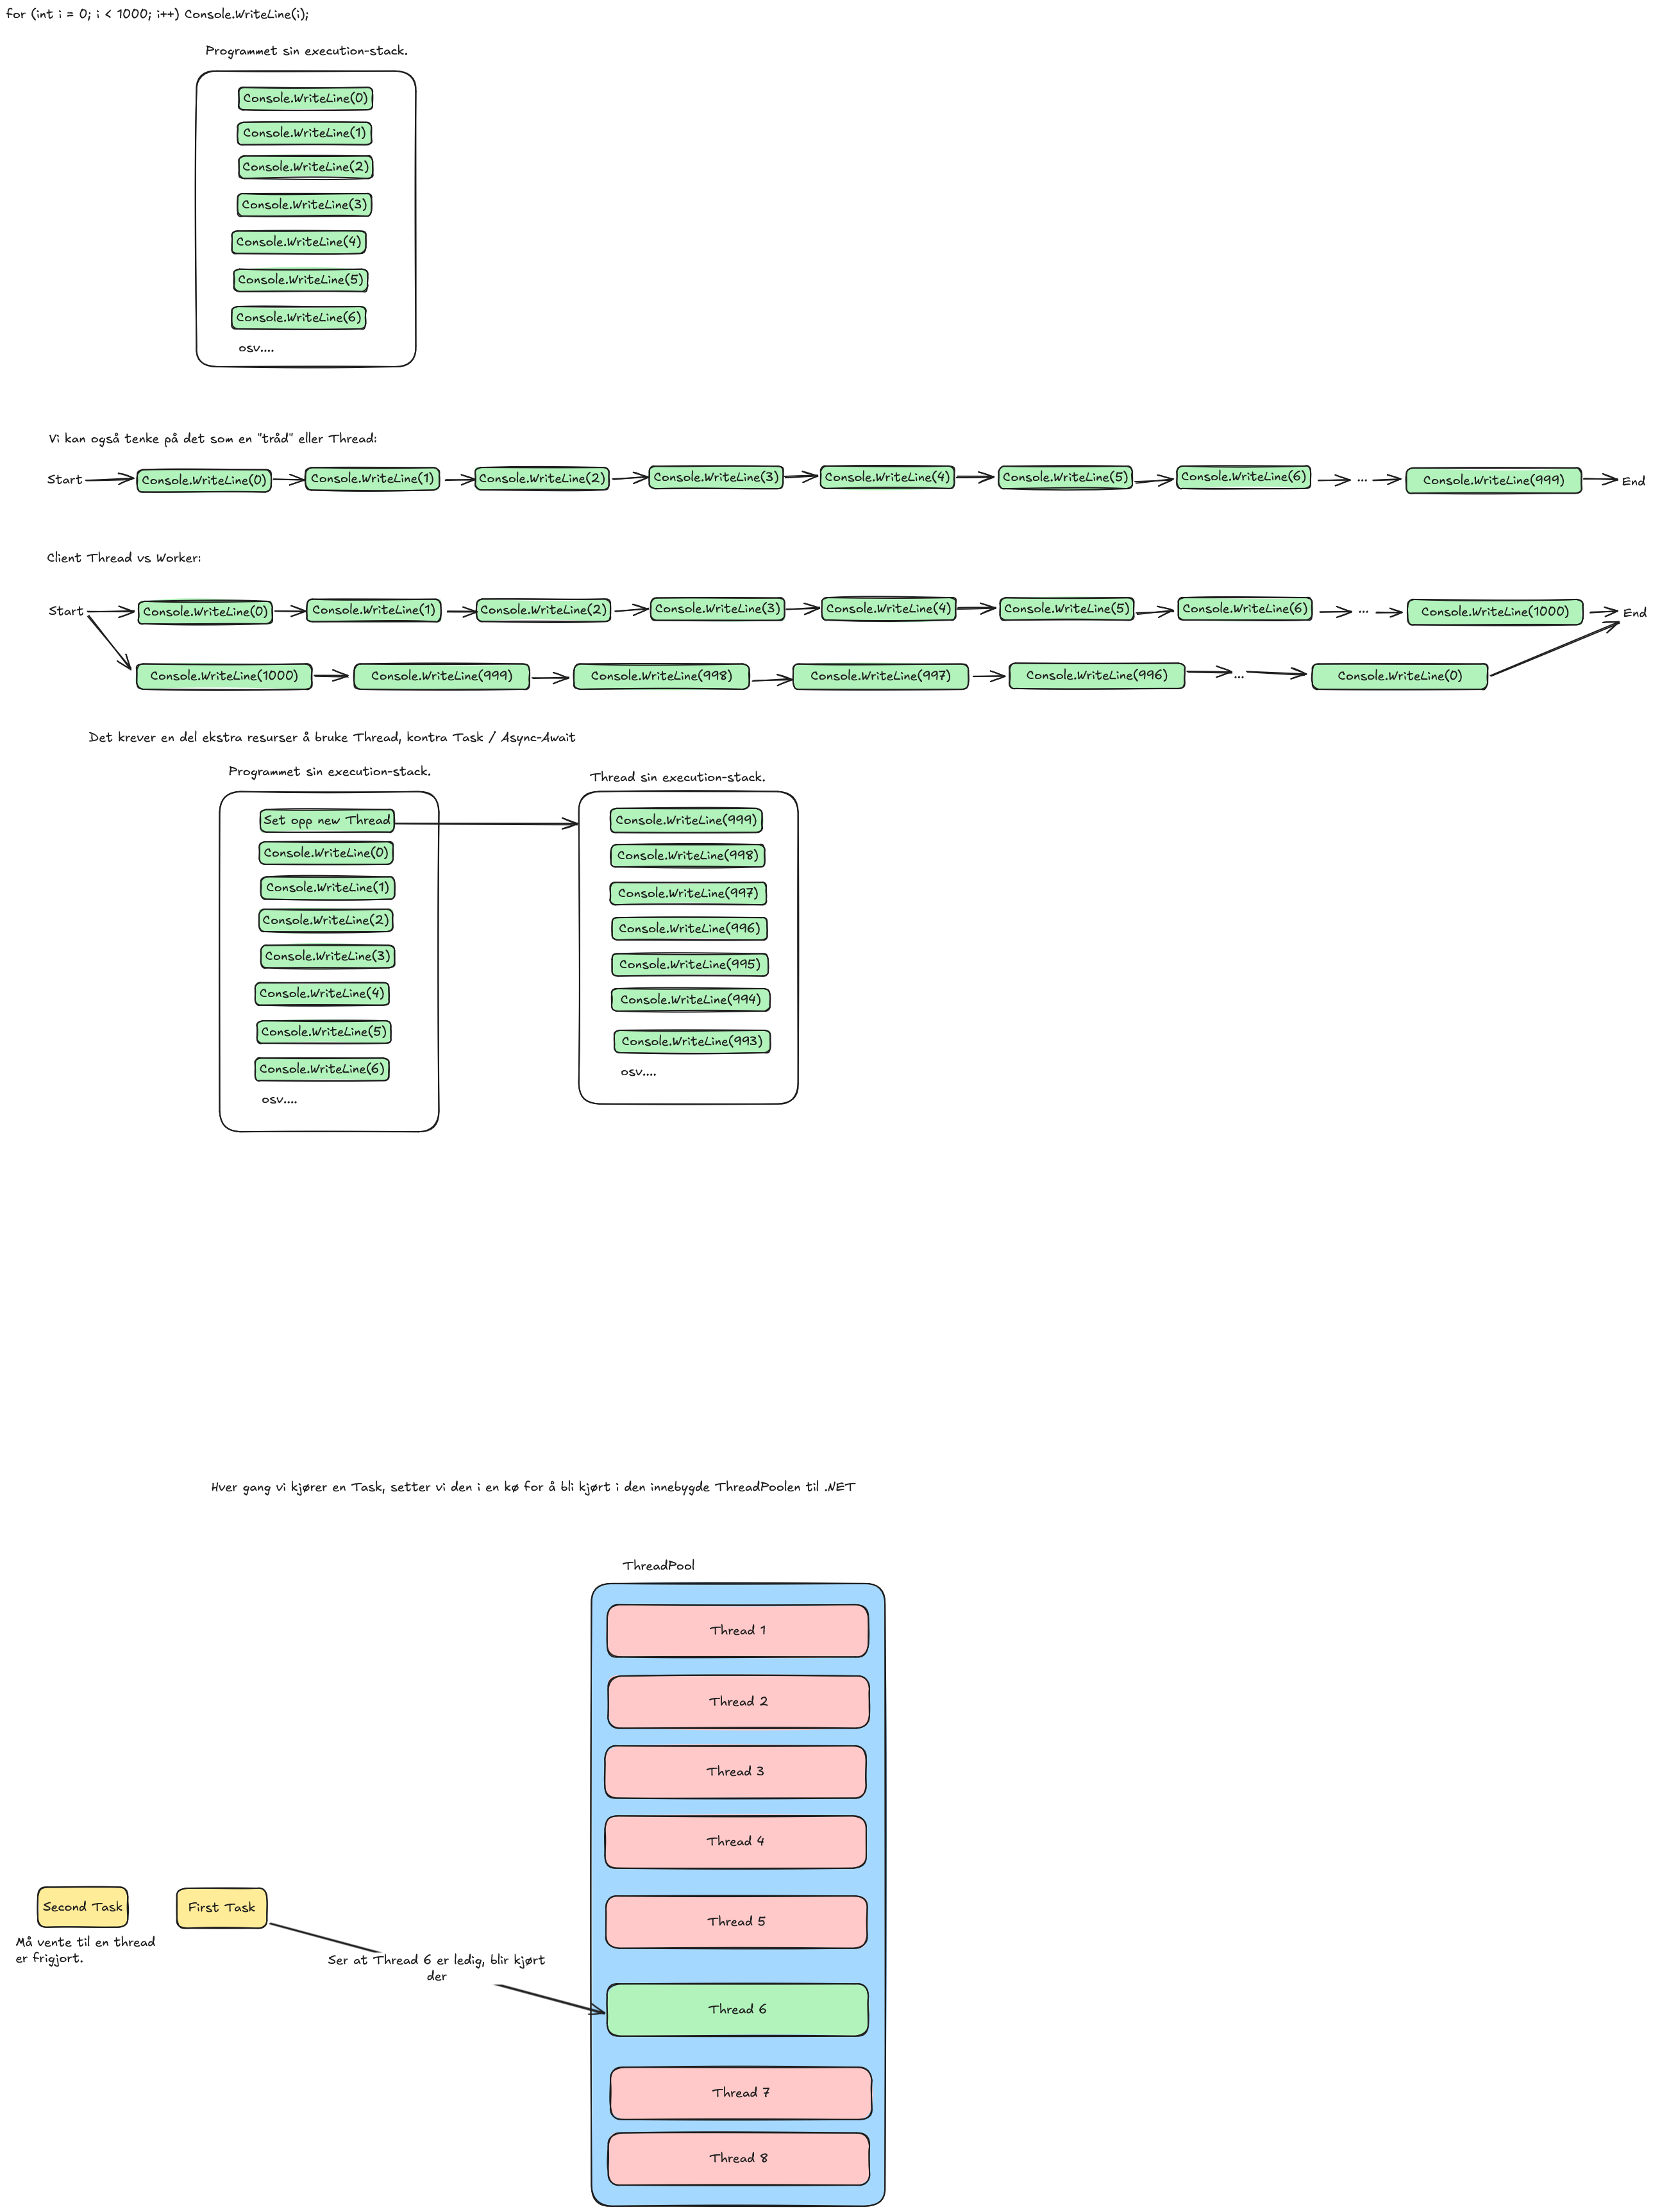 for (int i = 0; i < 1000; i++) Console.WriteLine(i);
Programmet sin execution-stack.
Console.WriteLine(0)
Console.WriteLine(1)
Console.WriteLine(2)
Console.WriteLine(3)
Console.WriteLine(4)
Console.WriteLine(5)
Console.WriteLine(6)
osv....
Vi kan også tenke på det som en "tråd" eller Thread:
Start Console.WriteLine(0) Console.WriteLine(1) Console.WriteLine(2) Console.WriteLine(3) Console.WriteLine(4) Console.WriteLine(5) Console.WriteLine(6) ... Console.WriteLine(999) End
Client Thread vs Worker:
Start Console.WriteLine(0) Console.WriteLine(1) Console.WriteLine(2) Console.WriteLine(3) Console.WriteLine(4) Console.WriteLine(5) Console.WriteLine(6) ... Console.WriteLine(1000) End
Console.WriteLine(1000) Console.WriteLine(999) Console.WriteLine(998) Console.WriteLine(997) Console.WriteLine(996) ... Console.WriteLine(0)
Det krever en del ekstra resurser å bruke Thread, kontra Task / Async-Await
Programmet sin execution-stack.
Set opp new Thread
Console.WriteLine(0)
Console.WriteLine(1)
Console.WriteLine(2)
Console.WriteLine(3)
Console.WriteLine(4)
Console.WriteLine(5)
Console.WriteLine(6)
osv....
Thread sin execution-stack.
Console.WriteLine(999)
Console.WriteLine(998)
Console.WriteLine(997)
Console.WriteLine(996)
Console.WriteLine(995)
Console.WriteLine(994)
Console.WriteLine(993)
osv....
Hver gang vi kjører en Task, setter vi den i en kø for å bli kjørt i den innebygde ThreadPoolen til .NET
ThreadPool
Thread 1
Thread 2
Thread 3
Thread 4
Thread 5
Thread 6
Thread 7
Thread 8
Second Task
Må vente til en thread
er frigjort.
First Task
Ser at Thread 6 er ledig, blir kjørt
der